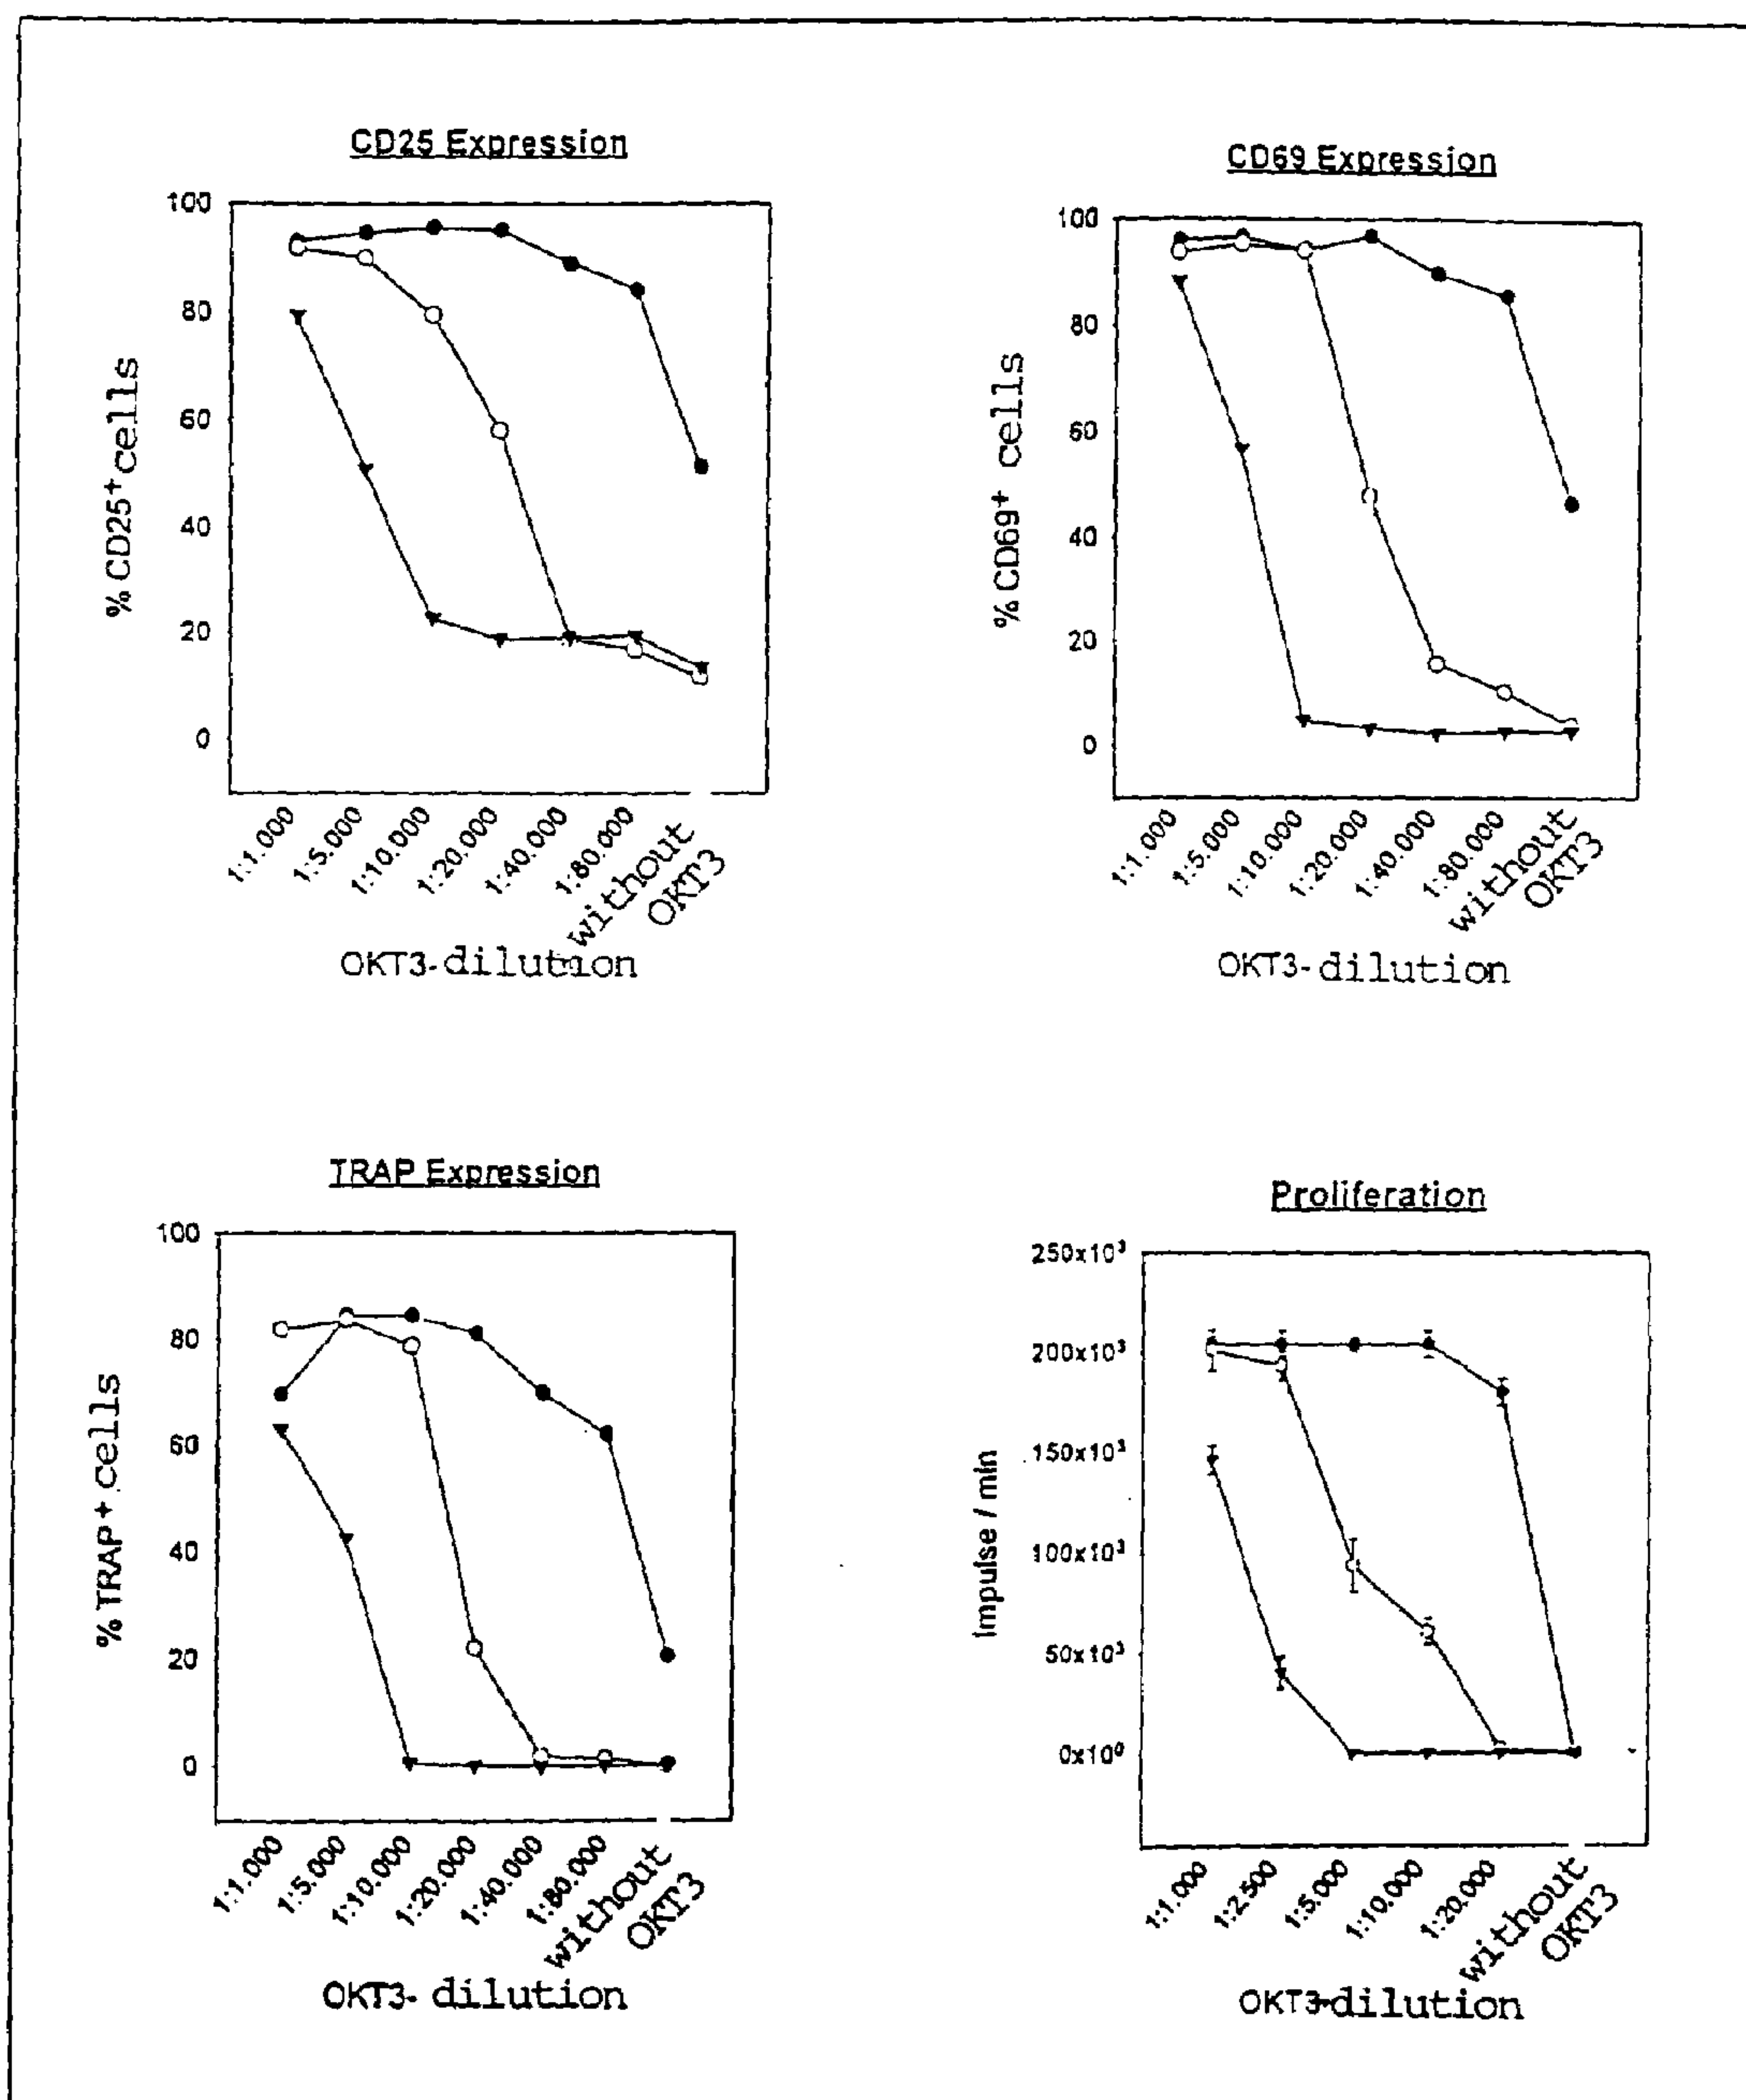 CD25 Expression
100
80
60
40
20
0
% CD25+cells
1:1.000
1:5.000
1:10.000
1:20.000
1:40.000
1:80.000
without
OKT3
OKT3-dilution
CD69 Expression
100
80
60
40
20
0
% CD69+ cells
1:1.000
1:5.000
1:10.000
1:20.000
1:40.000
1:80.000
without
OKT3
OKT3-dilution
TRAP Expression
100
80
60
40
20
0
% TRAP+ cells
1:1.000
1:5.000
1:10.000
1:20.000
1:40.000
1:80.000
without
OKT3
OKT3- dilution
Proliferation
250x10³
200x10³
150x10³
100x10³
50x10³
0x10⁰
Impulse / min
1:1.000
1:2.500
1:5.000
1:10.000
1:20.000
without
OKT3
OKT3-dilution